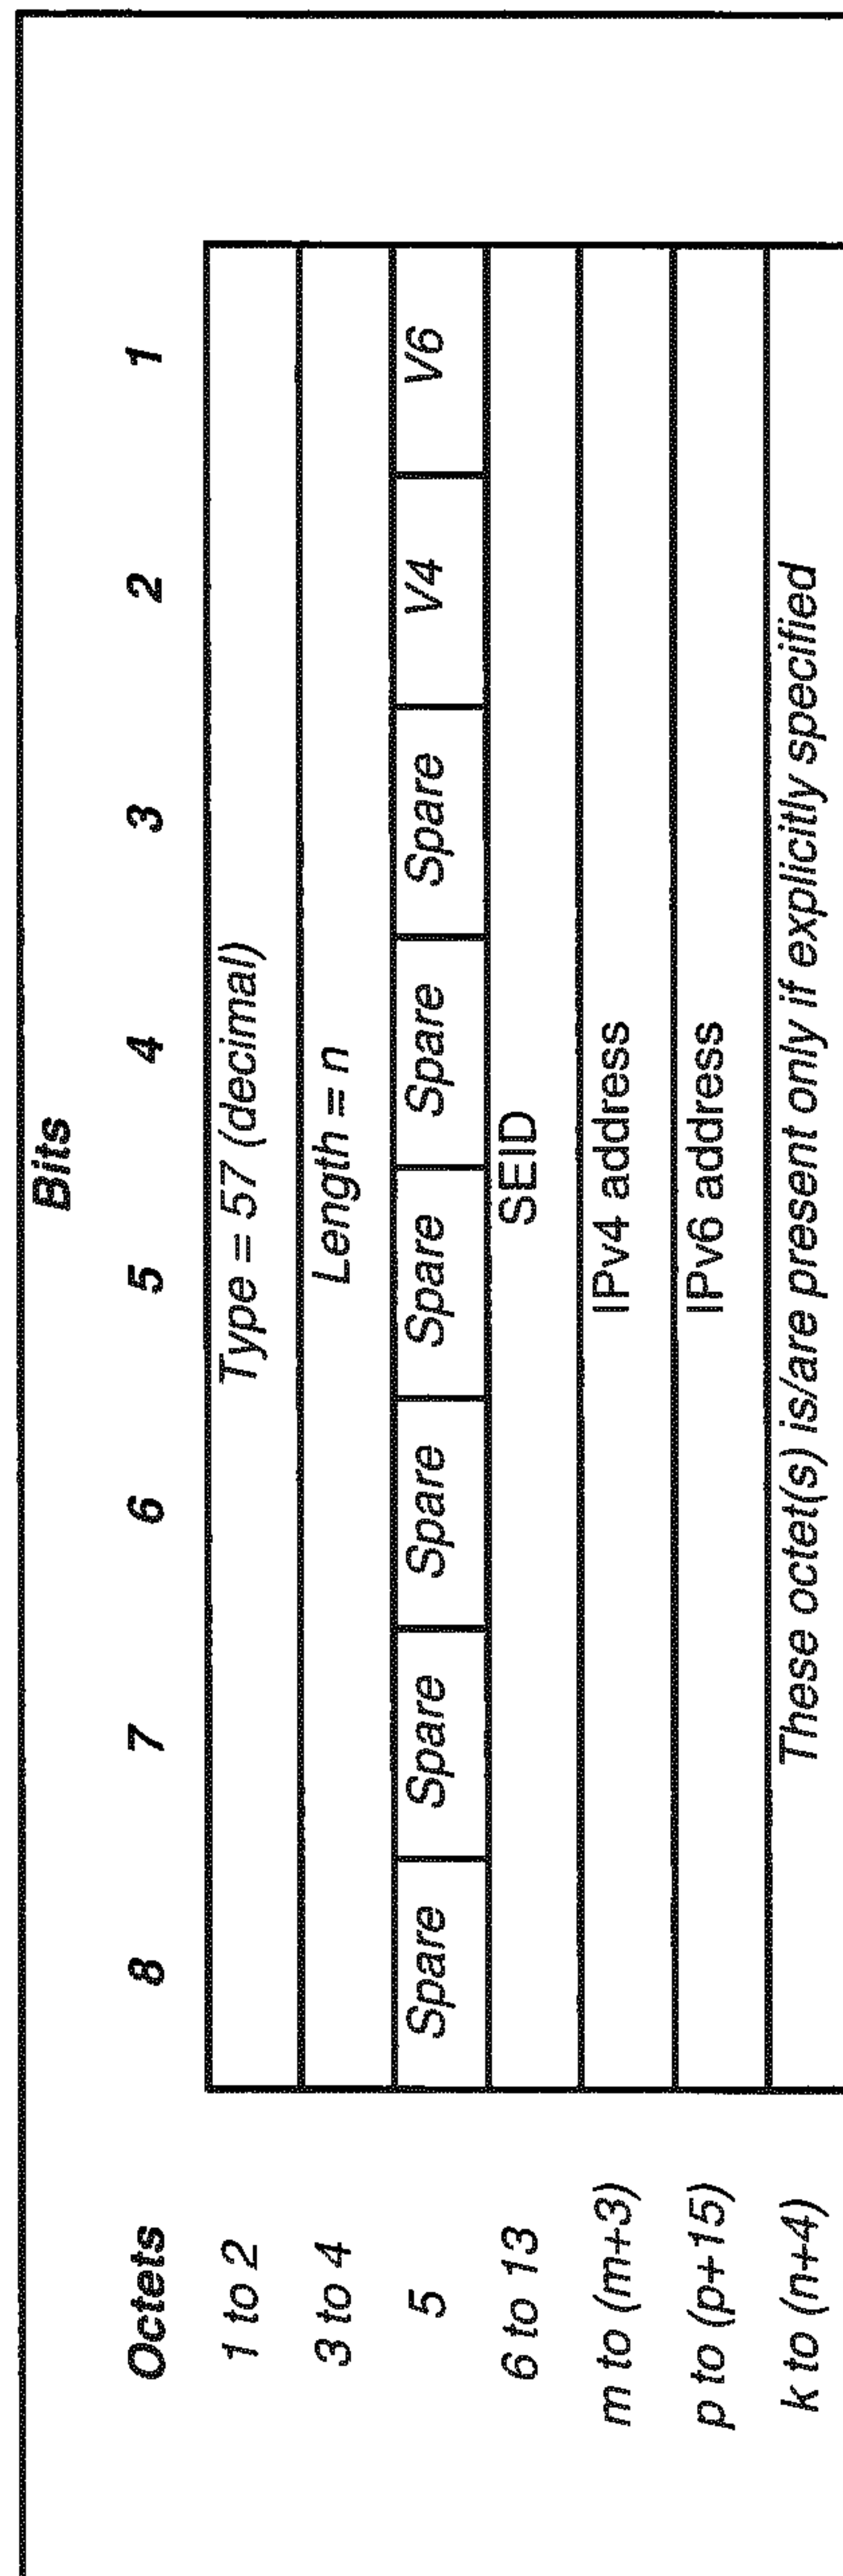 Bits
Octets 8 7 6 5 4 3 2 1
1 to 2 Type = 57 (decimal)
3 to 4 Length = n
5 Spare Spare Spare Spare Spare Spare V4 V6
6 to 13 SEID
m to (m+3) IPv4 address
p to (p+15) IPv6 address
k to (n+4) These octet(s) is/are present only if explicitly specified